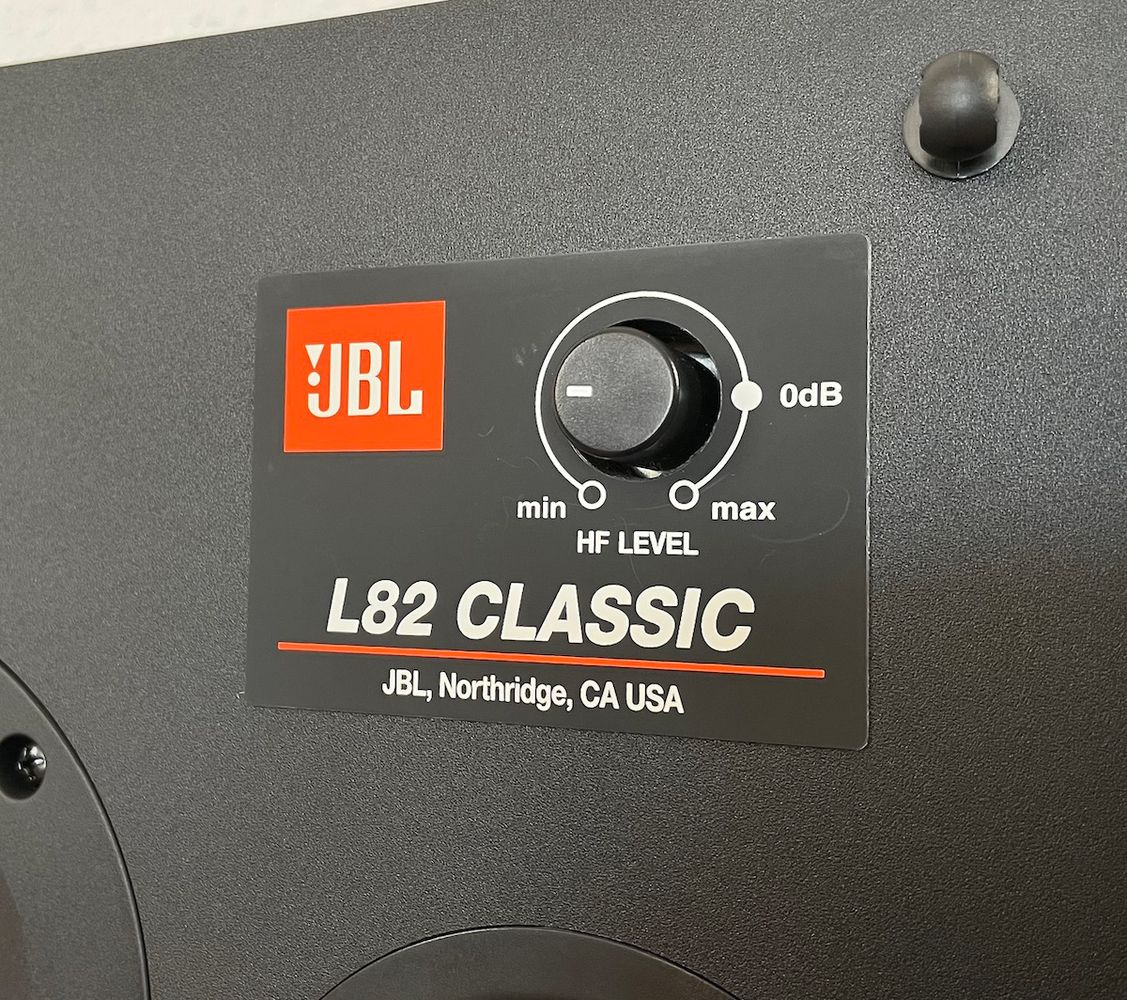 JBL
0dB
min max
HF LEVEL
L82 CLASSIC
JBL, Northridge, CA USA